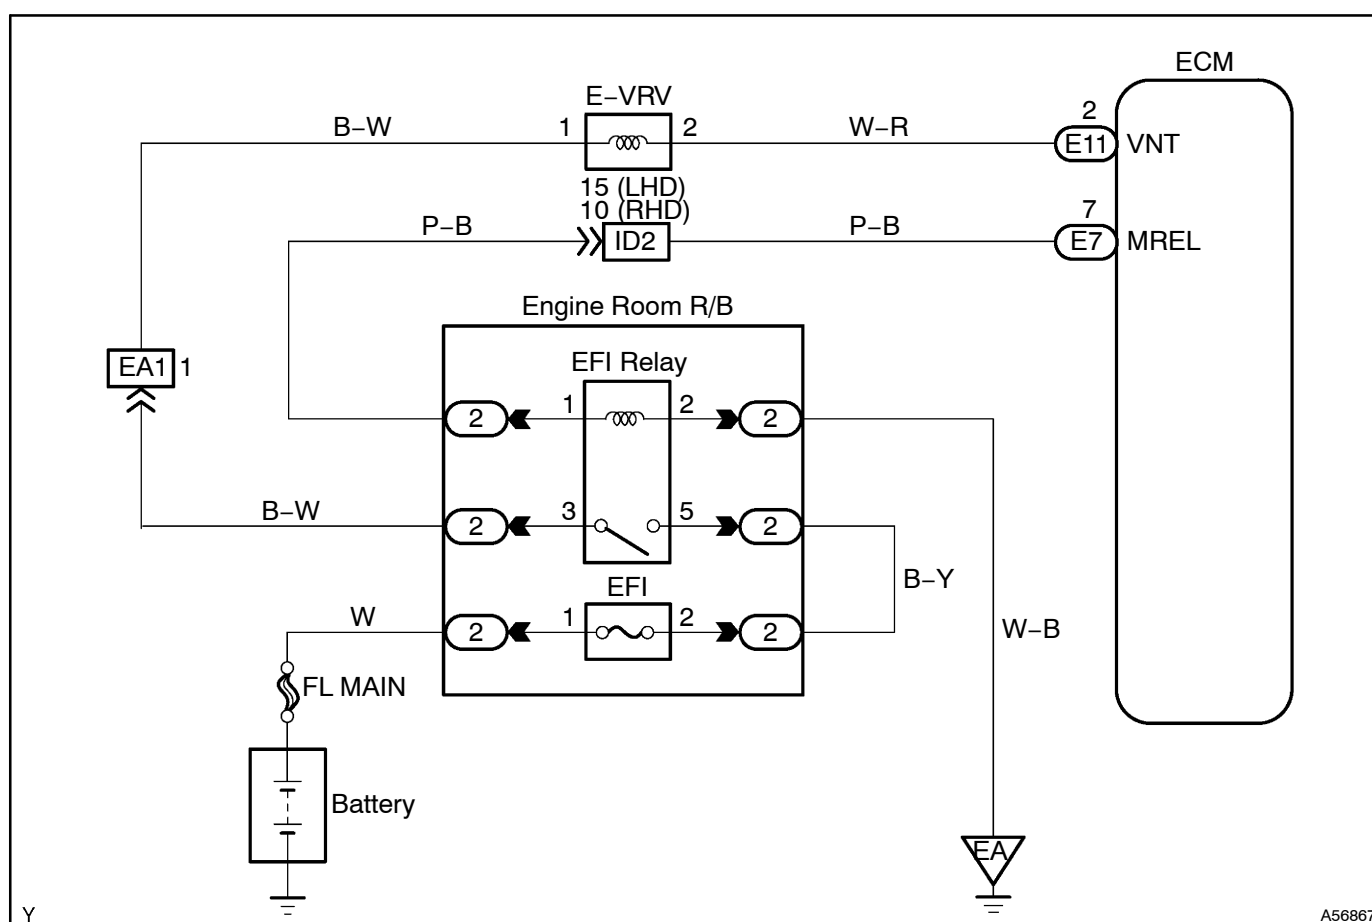 ECM
E–VRV
B–W
1
2
W–R
2
E11
VNT
15 (LHD)
10 (RHD)
P–B
ID2
P–B
7
E7
MREL
Engine Room R/B
EFI Relay
EA1
1
2
1
2
2
B–W
2
3
5
2
B–Y
EFI
W
2
1
2
2
W–B
FL MAIN
Battery
EA
Y
A56867